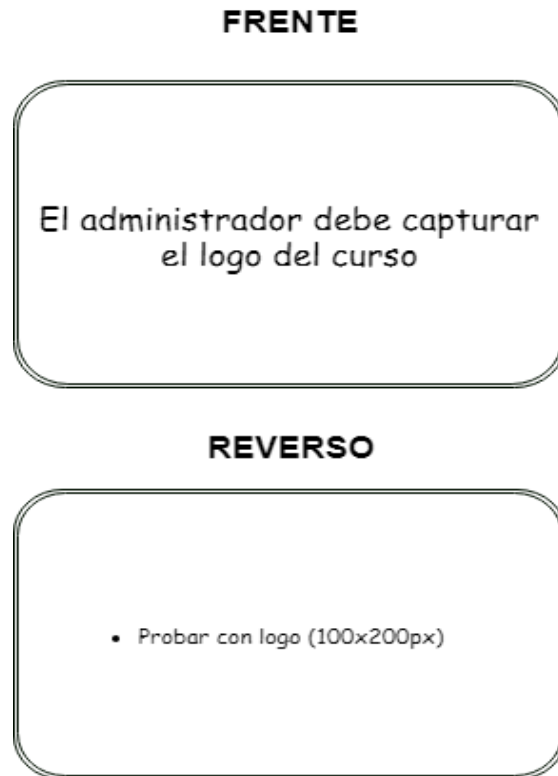 FRENTE
El administrador debe capturar
el logo del curso
REVERSO
• Probar con logo (100x200px)